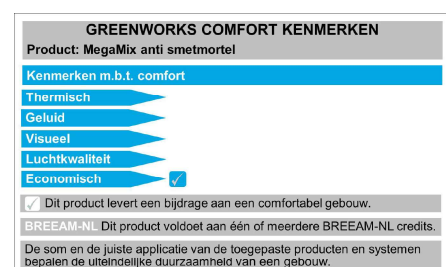 GREENWORKS COMFORT KENMERKEN
Product: MegaMix anti smetmortel
Kenmerken m.b.t. comfort
Thermisch
Geluid
Visueel
Luchtkwaliteit
Economisch
Dit product levert een bijdrage aan een comfortabel gebouw.
BREEAM-NL Dit product voldoet aan één of meerdere BREEAM-NL credits.
De som en de juiste applicatie van de toegepaste producten en systemen
bepalen de uiteindelijke duurzaamheid van een gebouw.